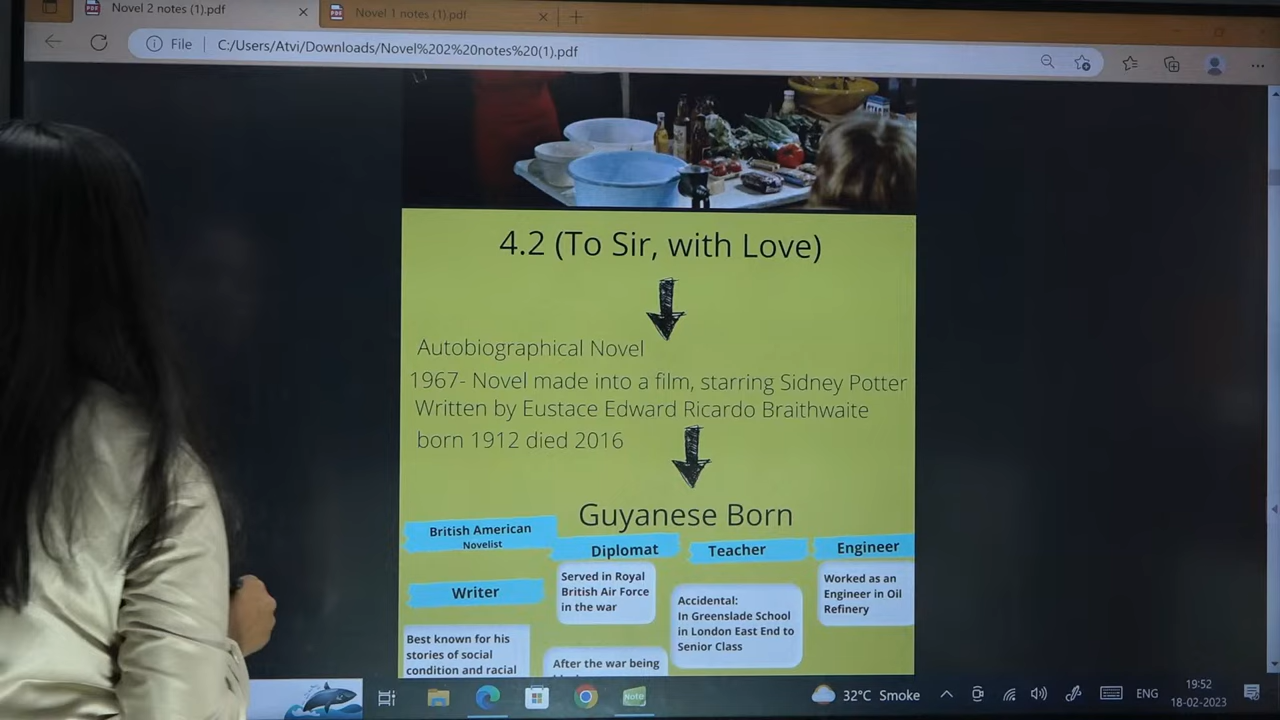 Novel 2 notes (1).pdf
Novel 1 notes (1).pdf
File
C:/Users/Atvi/Downloads/Novel%202%20notes%20(1).pdf
4.2 (To Sir, with Love)
Autobiographical Novel
1967- Novel made into a film, starring Sidney Potter
Written by Eustace Edward Ricardo Braithwaite
born 1912 died 2016
Guyanese Born
British American
Novelist
Diplomat
Teacher
Engineer
Served in Royal
British Air Force
in the war
Worked as an
Engineer in Oil
Refinery
Writer
Accidental:
In Greenslade School
in London East End to
Senior Class
Best known for his
stories of social
condition and racial
After the war being
Note
32°C Smoke
ENG
19:52
18-02-2023